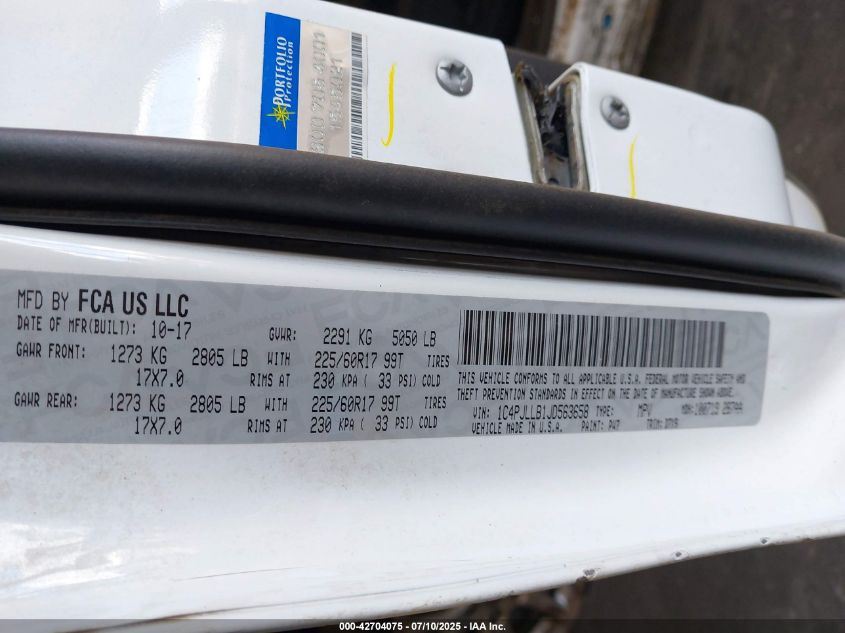 PORTFOLIO
Protection
MFD BY FCA US LLC
DATE OF MFR(BUILT): 10-17 GVWR: 2291 KG 5050 LB
GAWR FRONT: 1273 KG 2805 LB WITH 225/60R17 99T TIRES
17X7.0 RIMS AT 230 KPA ( 33 PSI) COLD
GAWR REAR: 1273 KG 2805 LB WITH 225/60R17 99T TIRES
17X7.0 RIMS AT 230 KPA ( 33 PSI) COLD
THIS VEHICLE CONFORMS TO ALL APPLICABLE U.S.A. FEDERAL MOTOR VEHICLE SAFETY AND
THEFT PREVENTION STANDARDS IN EFFECT ON THE DATE OF MANUFACTURE SHOWN ABOVE.
VIN: 1C4PJLLB1JD563658 TYPE: MPV MDH:
VEHICLE MADE IN U.S.A. PAINT: PW7 TRIM:
000-42704075 - 07/10/2025 - IAA Inc.